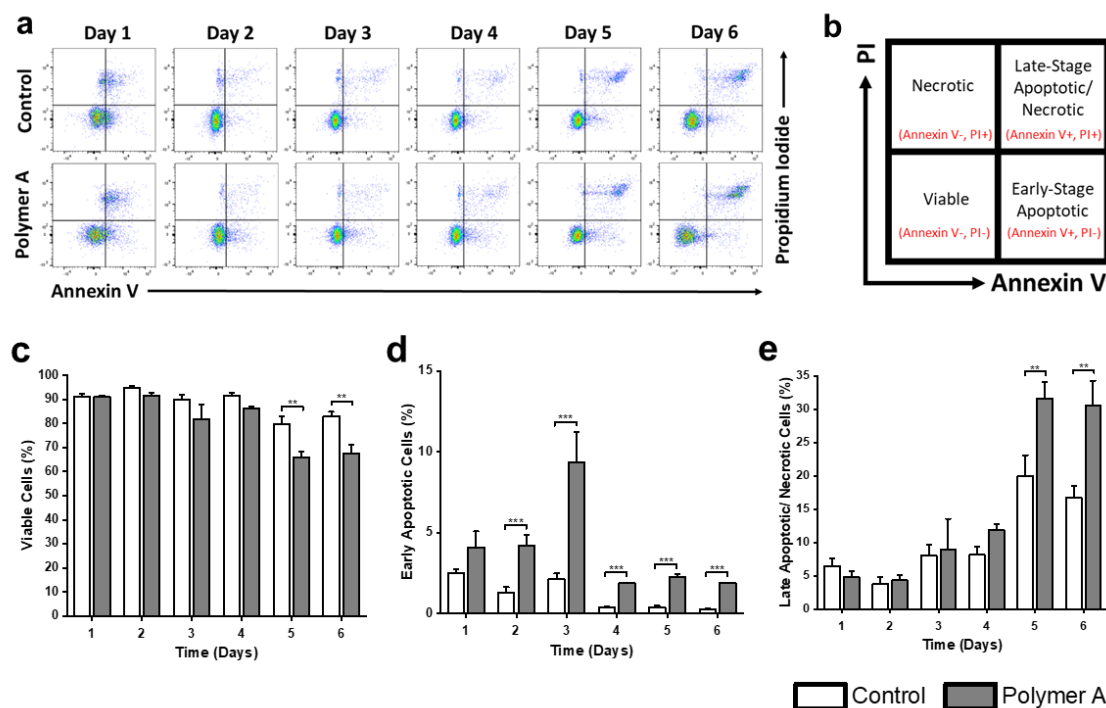 a
Day 1 Day 2 Day 3 Day 4 Day 5 Day 6
Control
Polymer A
Propidium Iodide
Annexin V
b
PI
Necrotic
(Annexin V-, PI+)
Late-Stage
Apoptotic/
Necrotic
(Annexin V+, PI+)
Viable
(Annexin V-, PI-)
Early-Stage
Apoptotic
(Annexin V+, PI-)
Annexin V
c
Viable Cells (%)
100
90
80
70
60
50
40
30
20
10
0
** **
1 2 3 4 5 6
Time (Days)
d
Early Apoptotic Cells (%)
15
10
5
0
*** *** *** *** ***
1 2 3 4 5 6
Time (Days)
e
Late Apoptotic/ Necrotic Cells (%)
35
30
25
20
15
10
5
0
** **
1 2 3 4 5 6
Time (Days)
Control Polymer A